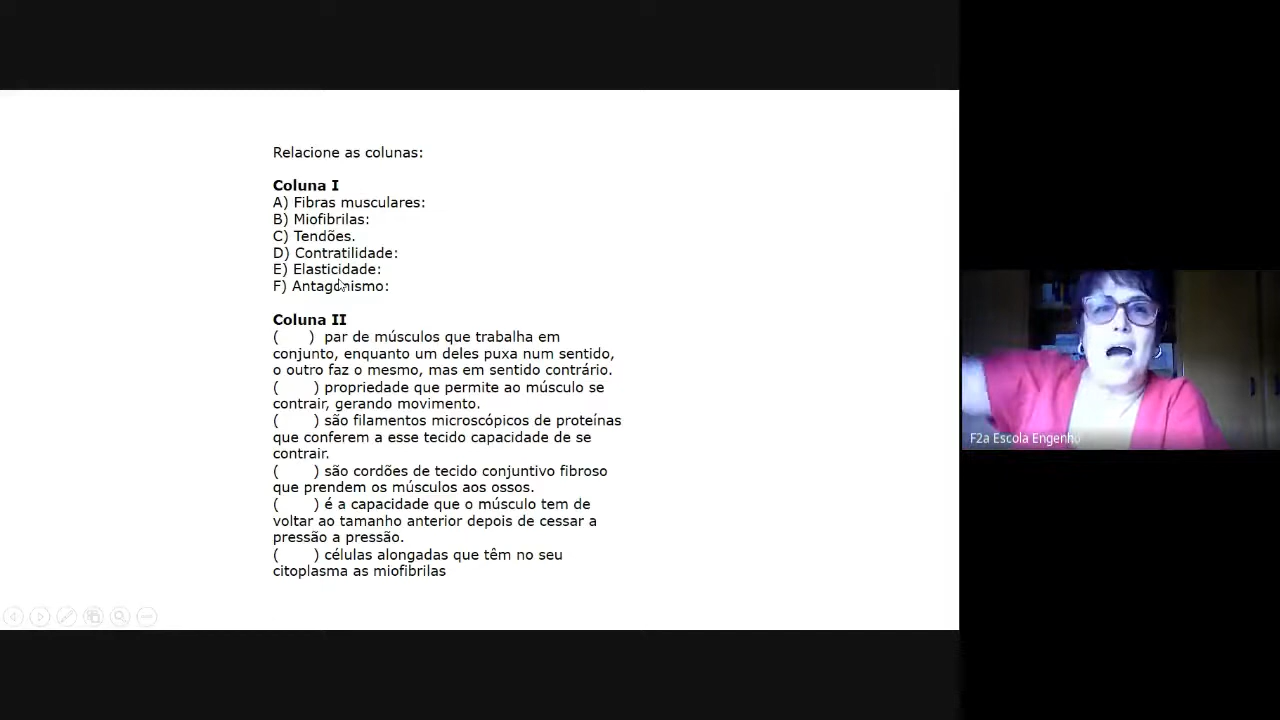 Relacione as colunas:
Coluna I
A) Fibras musculares:
B) Miofibrilas:
C) Tendões.
D) Contratilidade:
E) Elasticidade:
F) Antagonismo:
Coluna II
(      )  par de músculos que trabalha em
conjunto, enquanto um deles puxa num sentido,
o outro faz o mesmo, mas em sentido contrário.
(       ) propriedade que permite ao músculo se
contrair, gerando movimento.
(       ) são filamentos microscópicos de proteínas
que conferem a esse tecido capacidade de se
contrair.
(       ) são cordões de tecido conjuntivo fibroso
que prendem os músculos aos ossos.
(       ) é a capacidade que o músculo tem de
voltar ao tamanho anterior depois de cessar a
pressão a pressão.
(       ) células alongadas que têm no seu
citoplasma as miofibrilas
F2a Escola Engenho